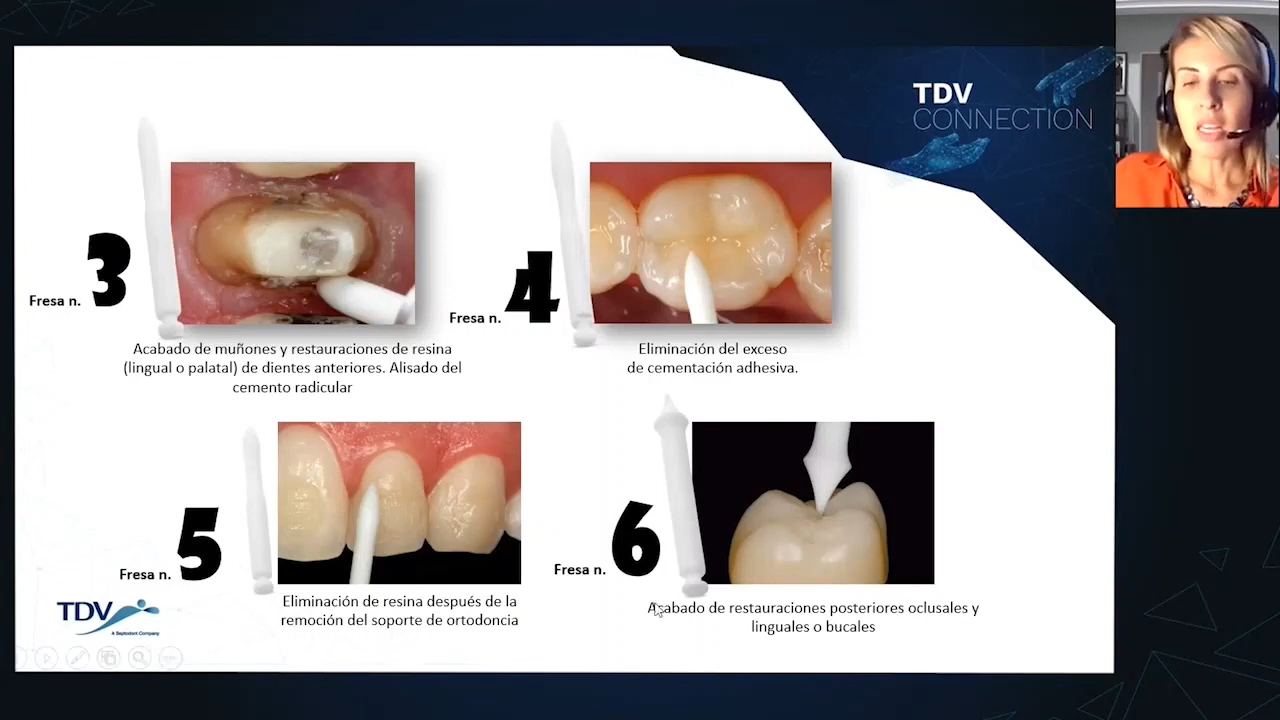 TDV
CONNECTION
Fresa n. 3
Acabado de muñones y restauraciones de resina
(lingual o palatal) de dientes anteriores. Alisado del
cemento radicular
Fresa n. 4
Eliminación del exceso
de cementación adhesiva.
Fresa n. 5
Eliminación de resina después de la
remoción del soporte de ortodoncia
Fresa n. 6
Acabado de restauraciones posteriores oclusales y
linguales o bucales
TDV
A Septodont Company